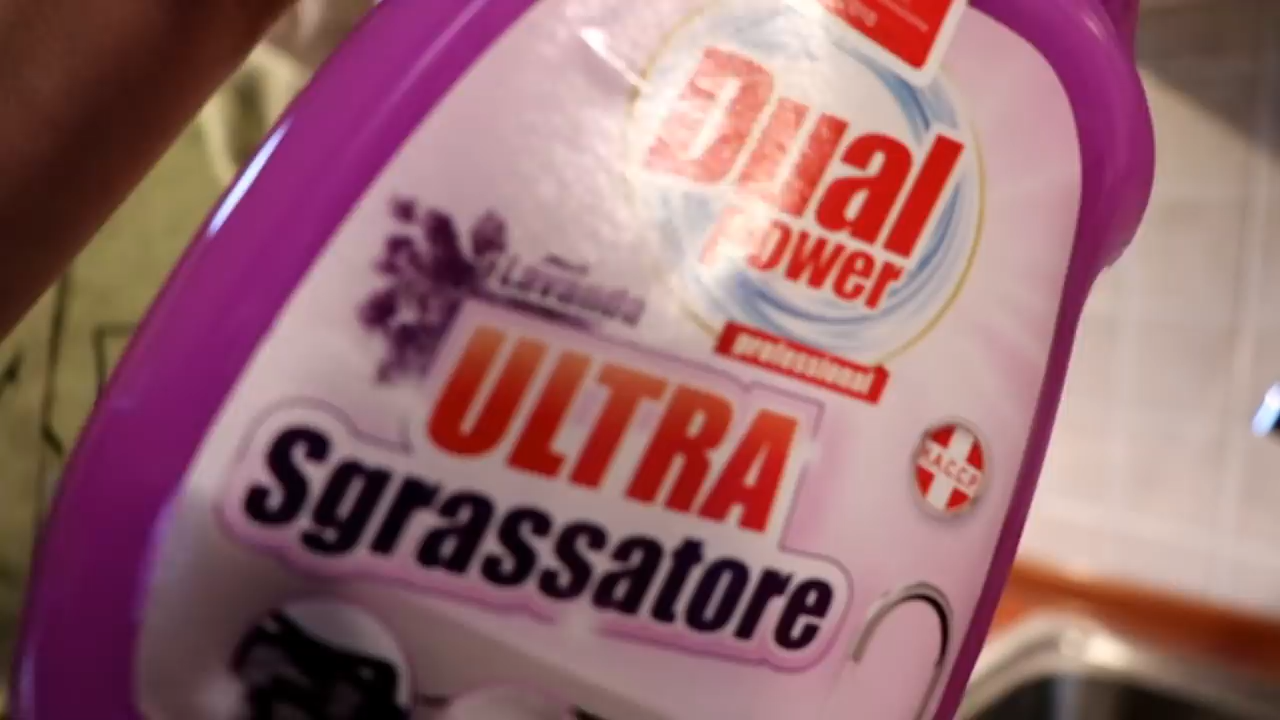 Dual
Power
professional
Lavanda
ULTRA
Sgrassatore
H.A.C.C.P